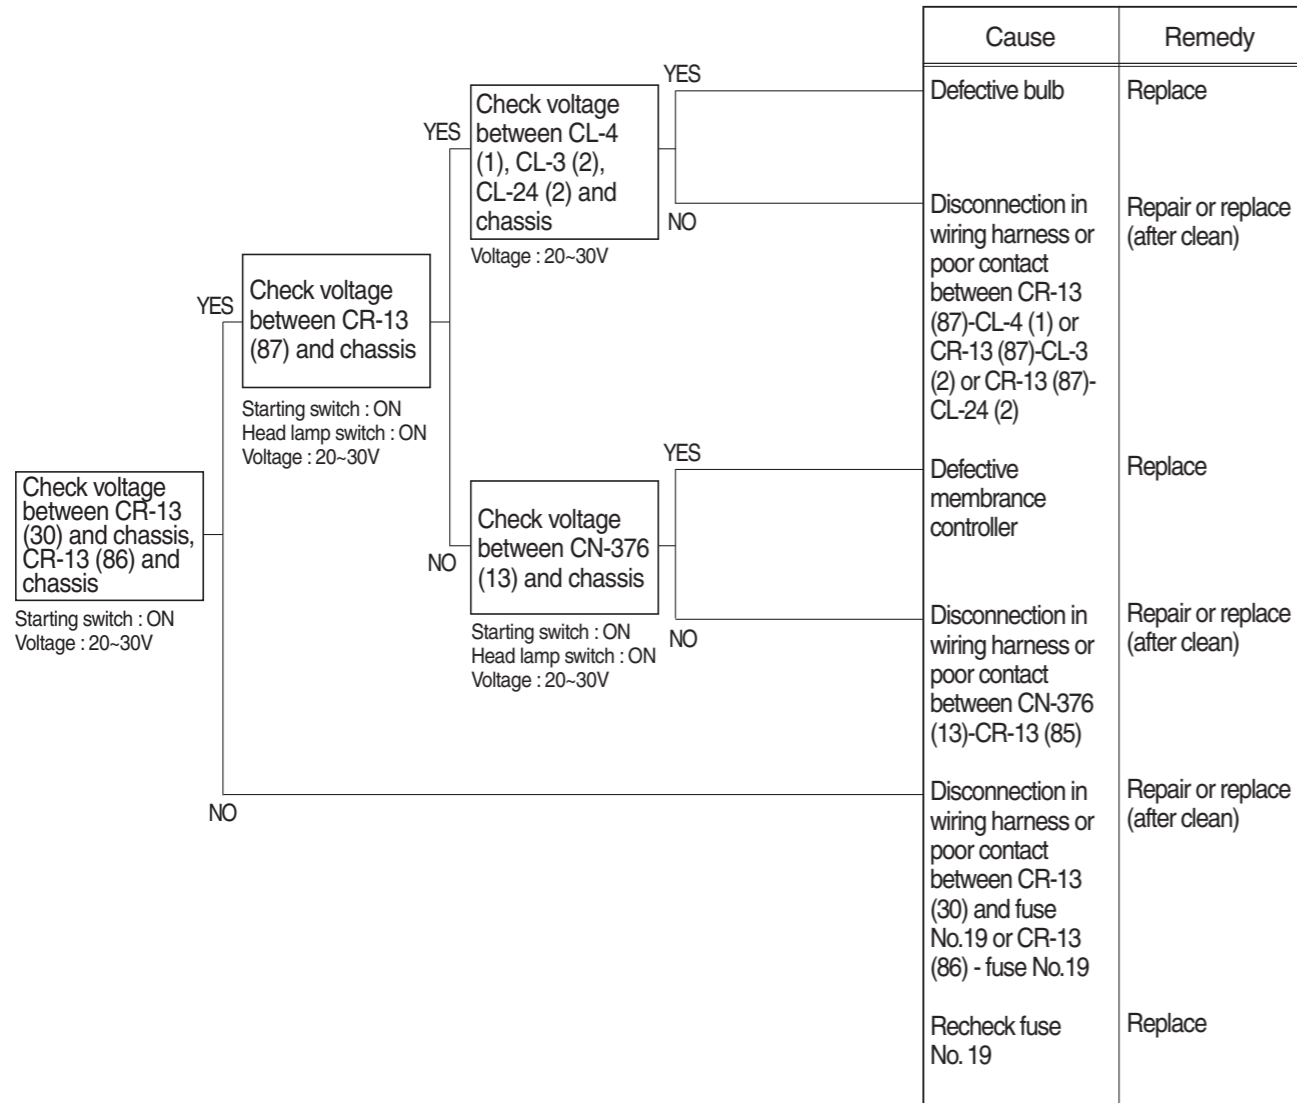 Cause
Remedy
YES
Defective bulb
Replace
Check voltage
between CL-4
(1), CL-3 (2),
CL-24 (2) and
chassis
YES
NO
Voltage : 20~30V
Disconnection in
wiring harness or
poor contact
between CR-13
(87)-CL-4 (1) or
CR-13 (87)-CL-3
(2) or CR-13 (87)-
CL-24 (2)
Repair or replace
(after clean)
YES
Check voltage
between CR-13
(87) and chassis
Starting switch : ON
Head lamp switch : ON
Voltage : 20~30V
YES
Defective
membrance
controller
Replace
Check voltage
between CR-13
(30) and chassis,
CR-13 (86) and
chassis
Starting switch : ON
Voltage : 20~30V
NO
Check voltage
between CN-376
(13) and chassis
Starting switch : ON
Head lamp switch : ON
Voltage : 20~30V
NO
Disconnection in
wiring harness or
poor contact
between CN-376
(13)-CR-13 (85)
Repair or replace
(after clean)
NO
Disconnection in
wiring harness or
poor contact
between CR-13
(30) and fuse
No.19 or CR-13
(86) - fuse No.19
Repair or replace
(after clean)
Recheck fuse
No. 19
Replace